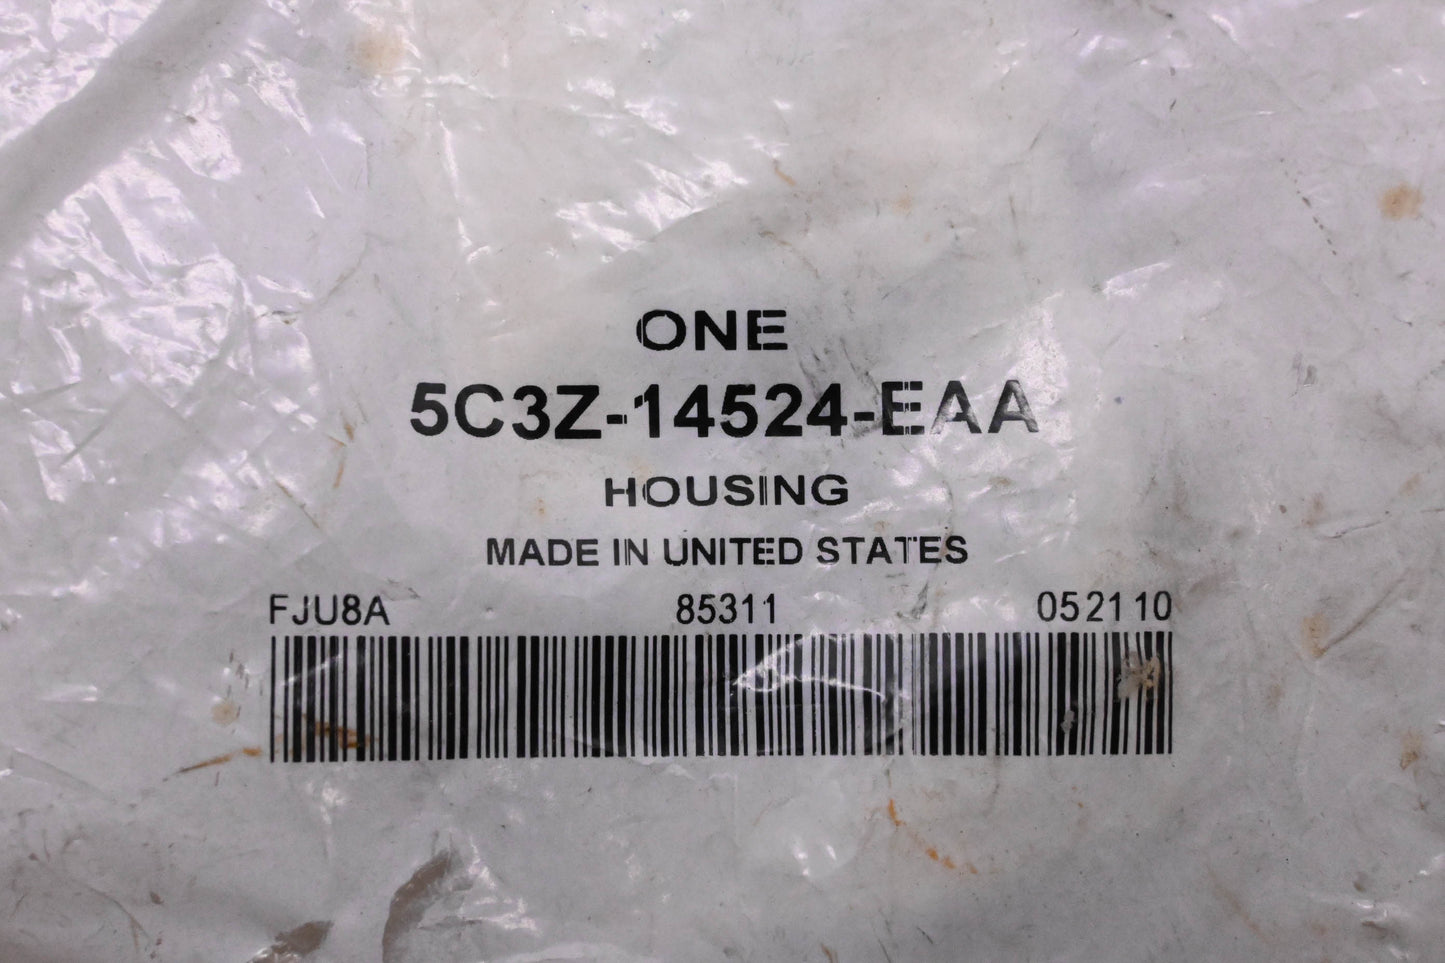 ONE
5C3Z-14524-EAA
HOUSING
MADE IN UNITED STATES
FJU8A 85311 052110